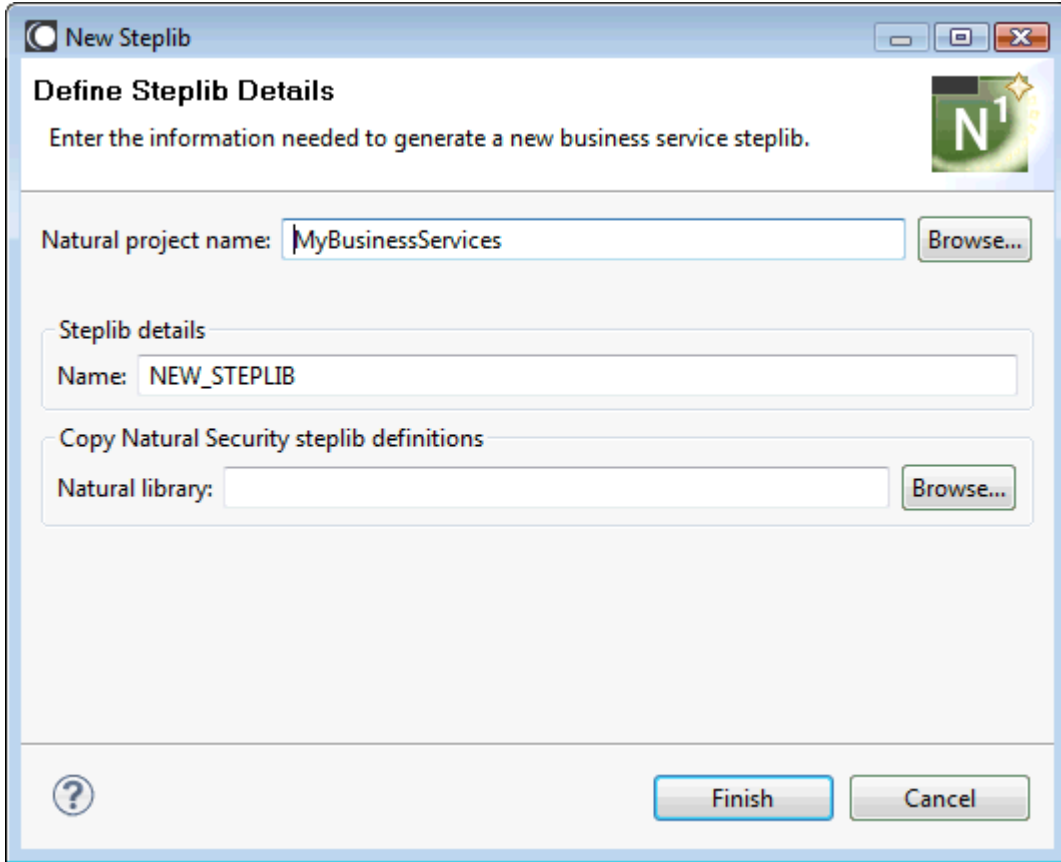 New Steplib
Define Steplib Details
Enter the information needed to generate a new business service steplib.
N1
Natural project name: MyBusinessServices Browse...
Steplib details
Name: NEW_STEPLIB
Copy Natural Security steplib definitions
Natural library: Browse...
? Finish Cancel